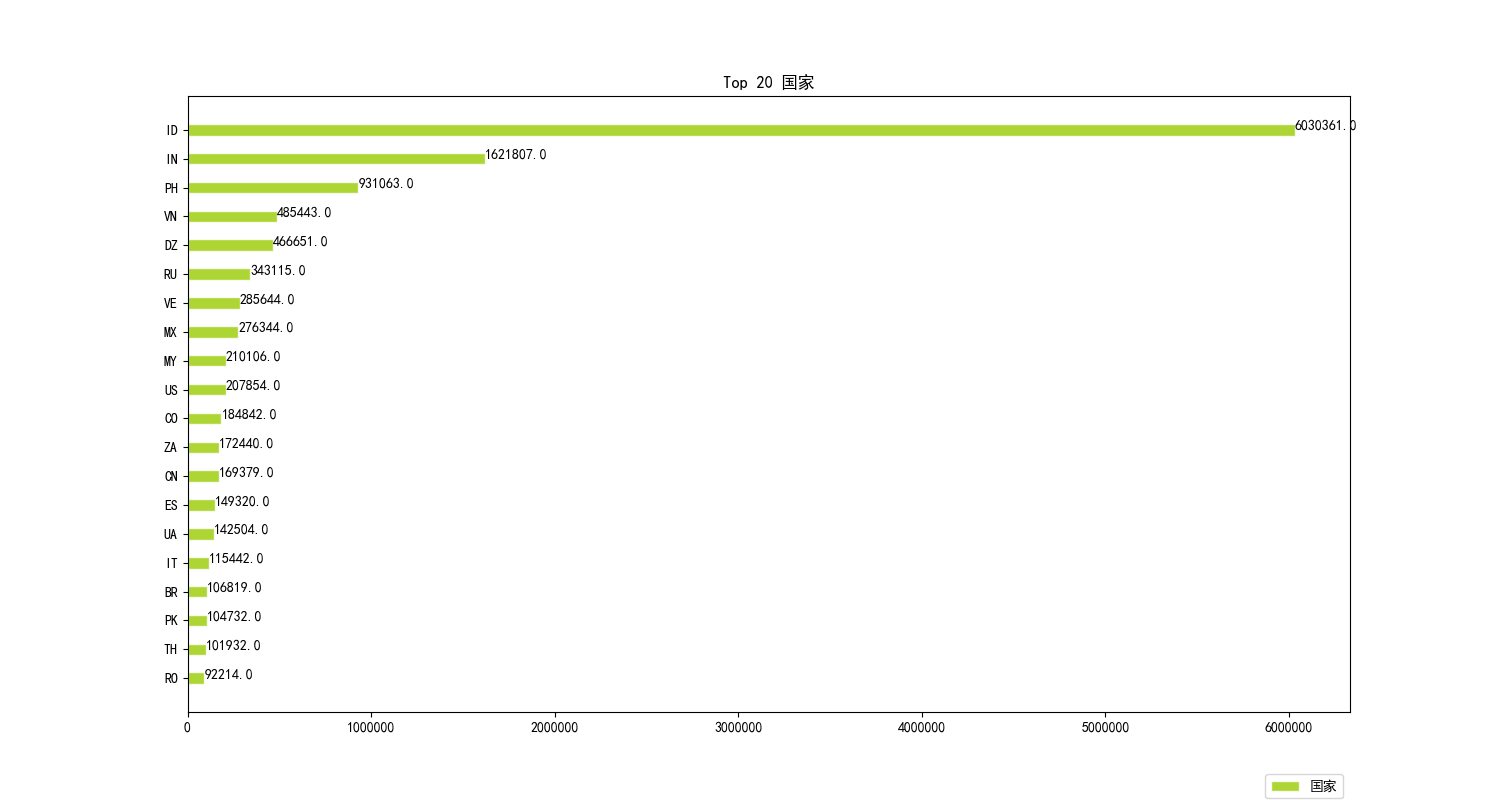 Top 20 国家
ID 6030361.0
IN 1621807.0
PH 931063.0
VN 485443.0
DZ 466651.0
RU 343115.0
VE 285644.0
MX 276344.0
MY 210106.0
US 207854.0
CO 184842.0
ZA 172440.0
CN 169379.0
ES 149320.0
UA 142504.0
IT 115442.0
BR 106819.0
PK 104732.0
TH 101932.0
RO 92214.0
0 1000000 2000000 3000000 4000000 5000000 6000000
国家